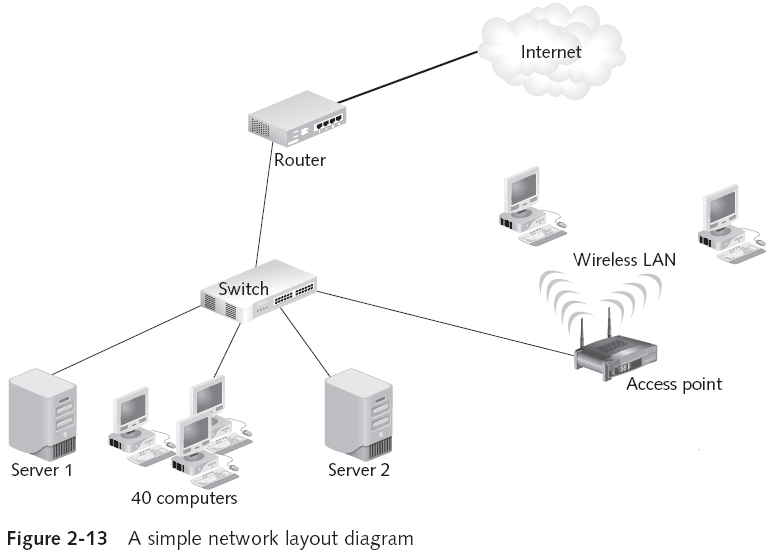 Internet
Router
Wireless LAN
Switch
Access point
Server 1
Server 2
40 computers
Figure 2-13 A simple network layout diagram